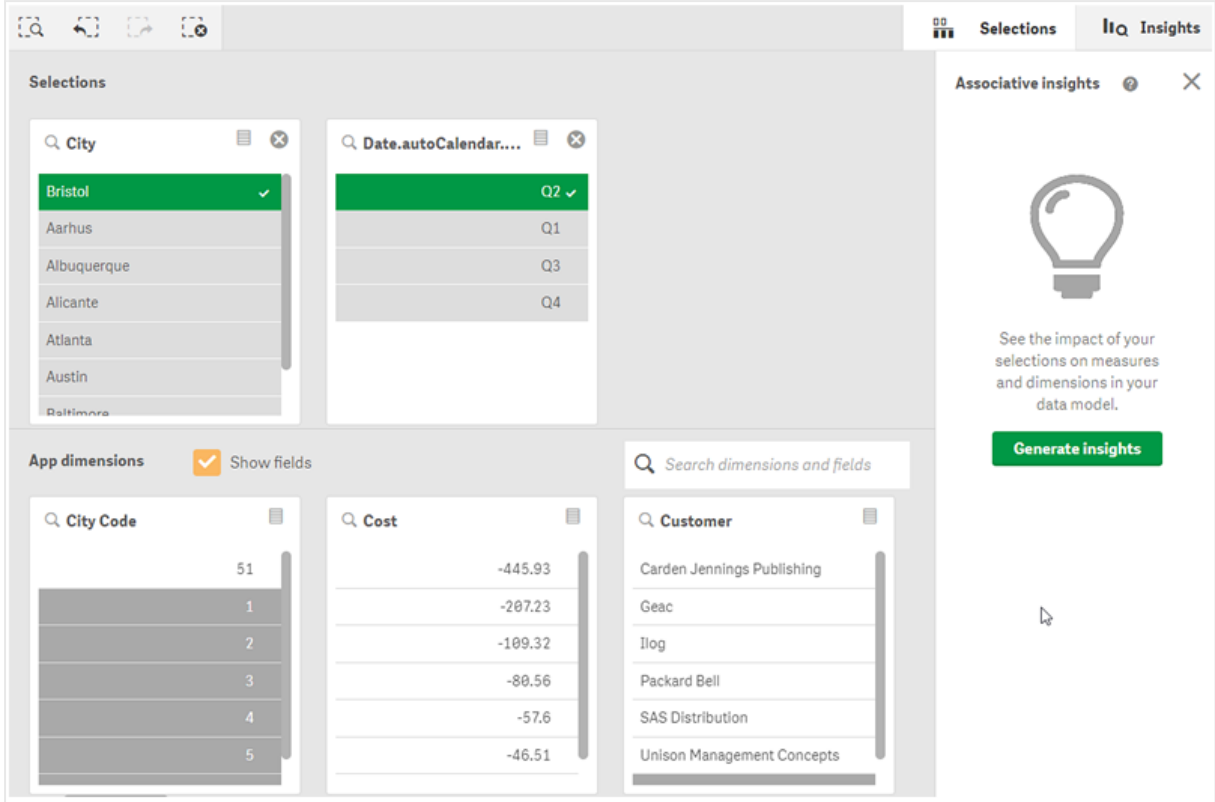 Selections
Insights
Selections
Associative insights
City
Date.autoCalendar....
Bristol
Aarhus
Albuquerque
Alicante
Atlanta
Austin
Baltimore
Q2
Q1
Q3
Q4
See the impact of your
selections on measures
and dimensions in your
data model.
Generate insights
App dimensions
Show fields
Search dimensions and fields
City Code
51
1
2
3
4
5
Cost
-445.93
-207.23
-109.32
-80.56
-57.6
-46.51
Customer
Carden Jennings Publishing
Geac
Ilog
Packard Bell
SAS Distribution
Unison Management Concepts